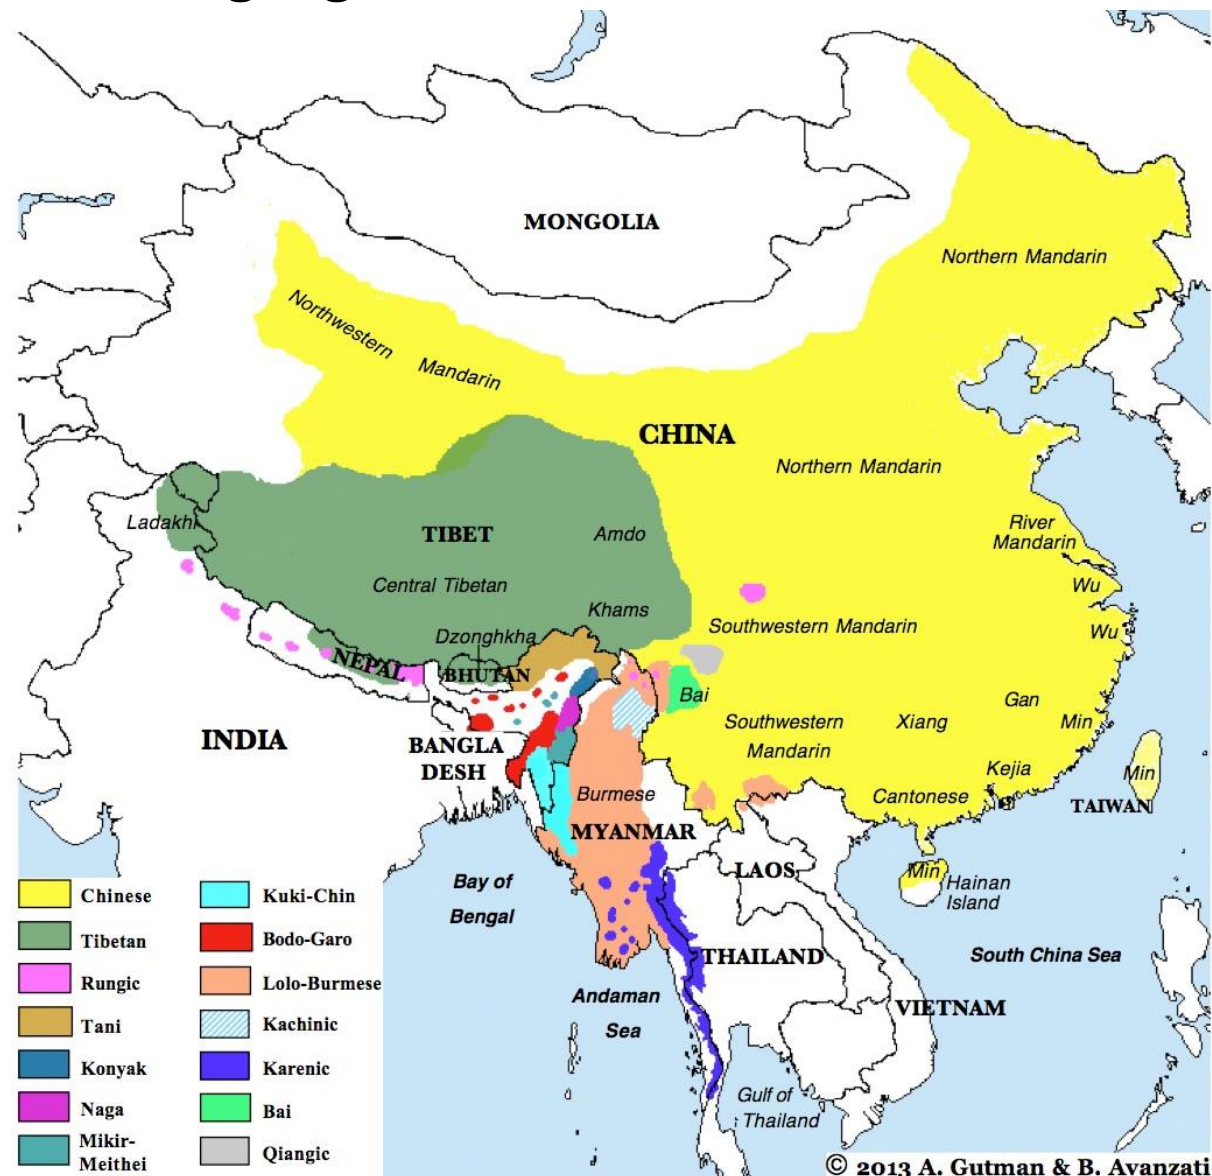 MONGOLIA
Northern Mandarin
Northwestern Mandarin
CHINA
Northern Mandarin
Ladakhi
TIBET
Amdo
River
Mandarin
Central Tibetan
Wu
Khams
Southwestern Mandarin
Wu
Dzonghkha
NEPAL
BHUTAN
Bai
Gan
INDIA
BANGLA
DESH
Southwestern
Mandarin
Xiang
Min
Kejia
Min
Burmese
Cantonese
TAIWAN
MYANMAR
LAOS
Min
Hainan
Island
Bay of
Bengal
THAILAND
South China Sea
Andaman
Sea
VIETNAM
Gulf of
Thailand
Chinese
Tibetan
Rungic
Tani
Konyak
Naga
Mikir-
Meithei
Kuki-Chin
Bodo-Garo
Lolo-Burmese
Kachinic
Karenic
Bai
Qiangic
© 2013 A. Gutman & B. Avanzati